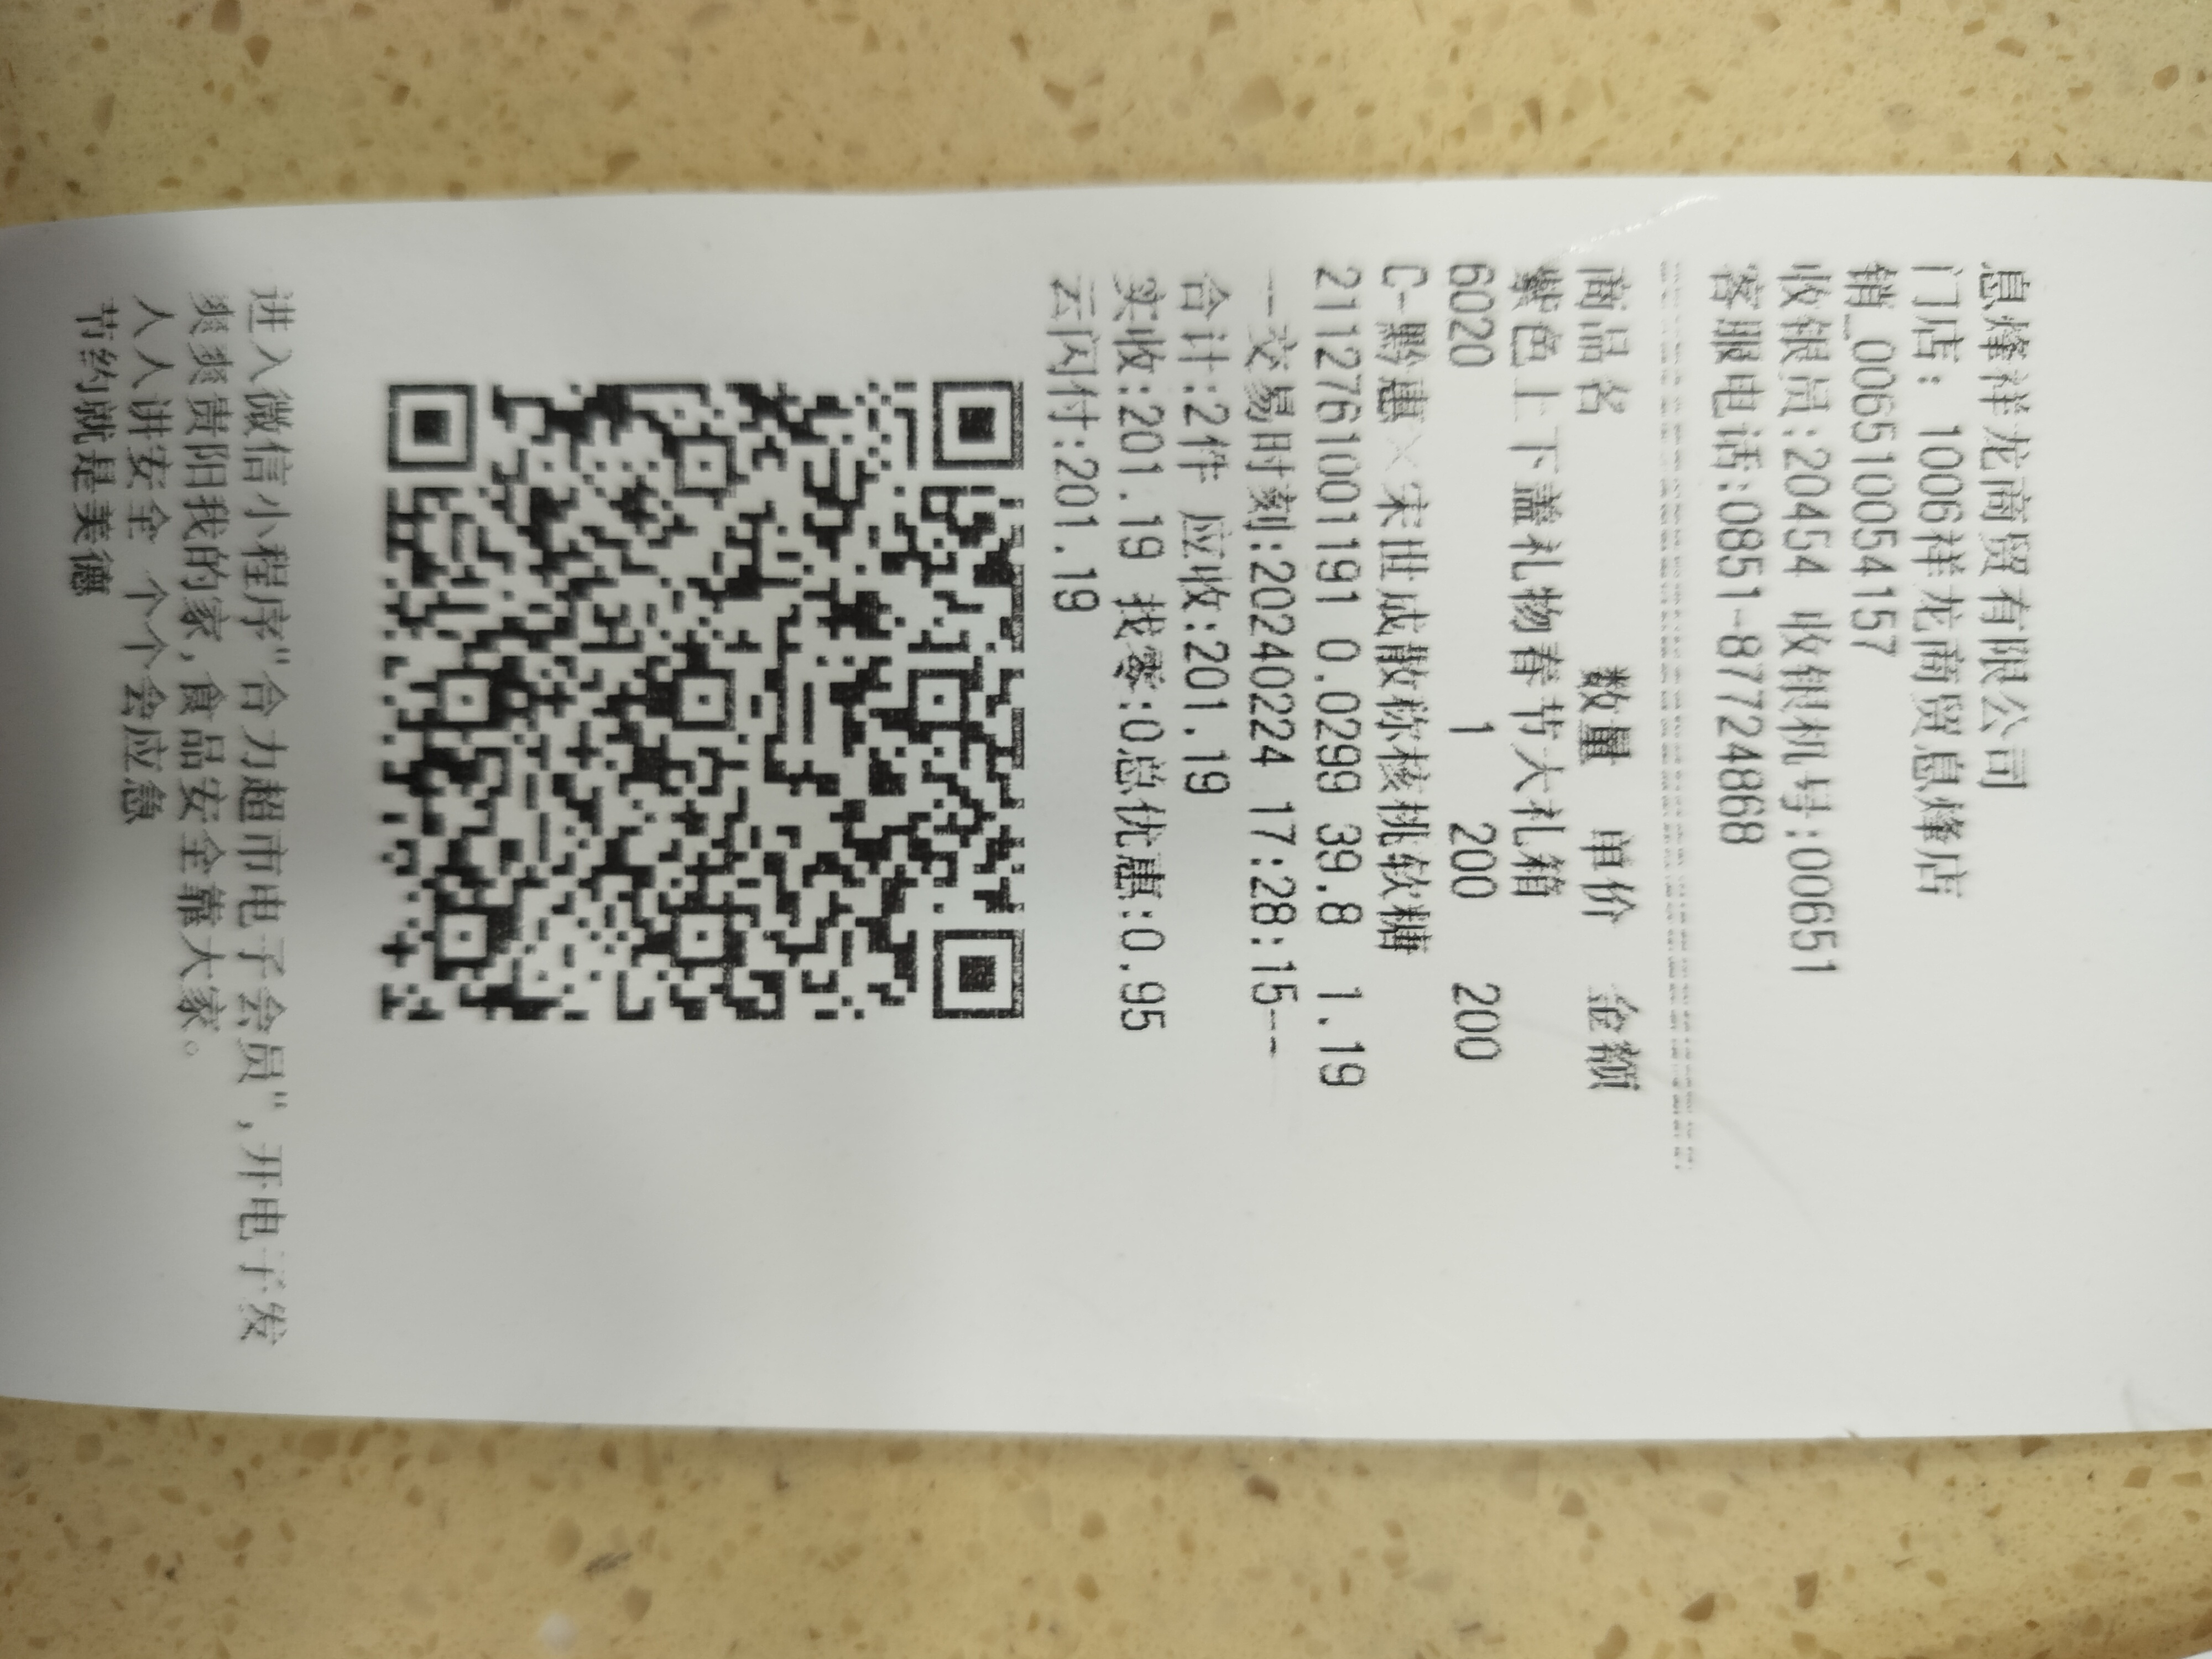 息烽祥龙商贸有限公司
门店: 1006祥龙商贸息烽店
销_006510054157
收银员:20454 收银机号:00651
客服电话:0851-87724868
商品名 数量 单价 金额
紫色上下盖礼物春节大礼箱
6020 1 200 200
C-黔惠×宋世成散称核桃软糖
2112761001191 0.0299 39.8 1.19
--交易时刻:20240224 17:28:15--
合计:2件 应收:201.19
实收:201.19 找零:0总优惠:0.95
云闪付:201.19
进入微信小程序"合力超市电子会员",开电子发
爽爽贵阳我的家,食品安全靠大家。
人人讲安全 个个会应急
节约就是美德